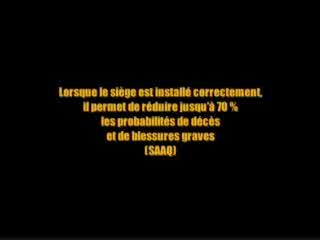 Lorsque le siège est installé correctement,
il permet de réduire jusqu'à 70 %
les probabilités de décès
et de blessures graves
(SAAQ)